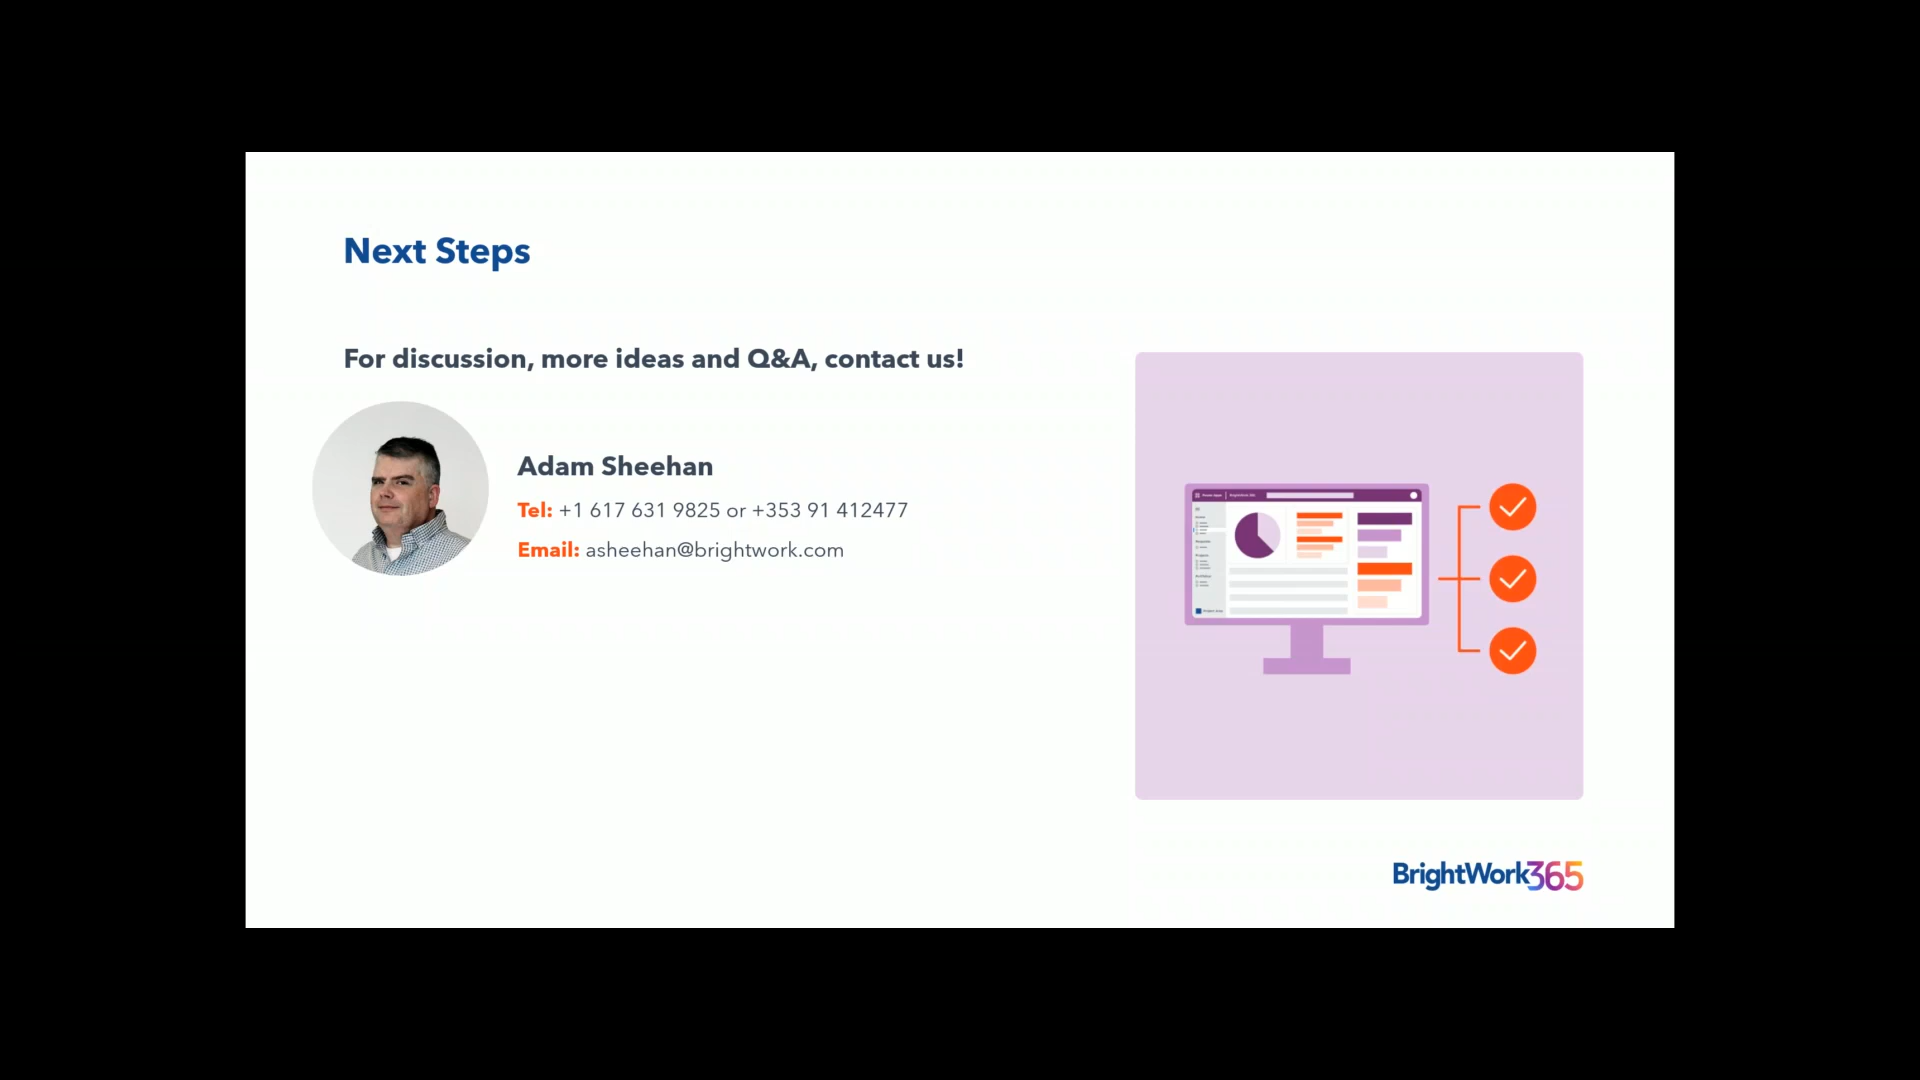 Next Steps
For discussion, more ideas and Q&A, contact us!
Adam Sheehan
Tel: +1 617 631 9825 or +353 91 412477
Email: asheehan@brightwork.com
BrightWork365